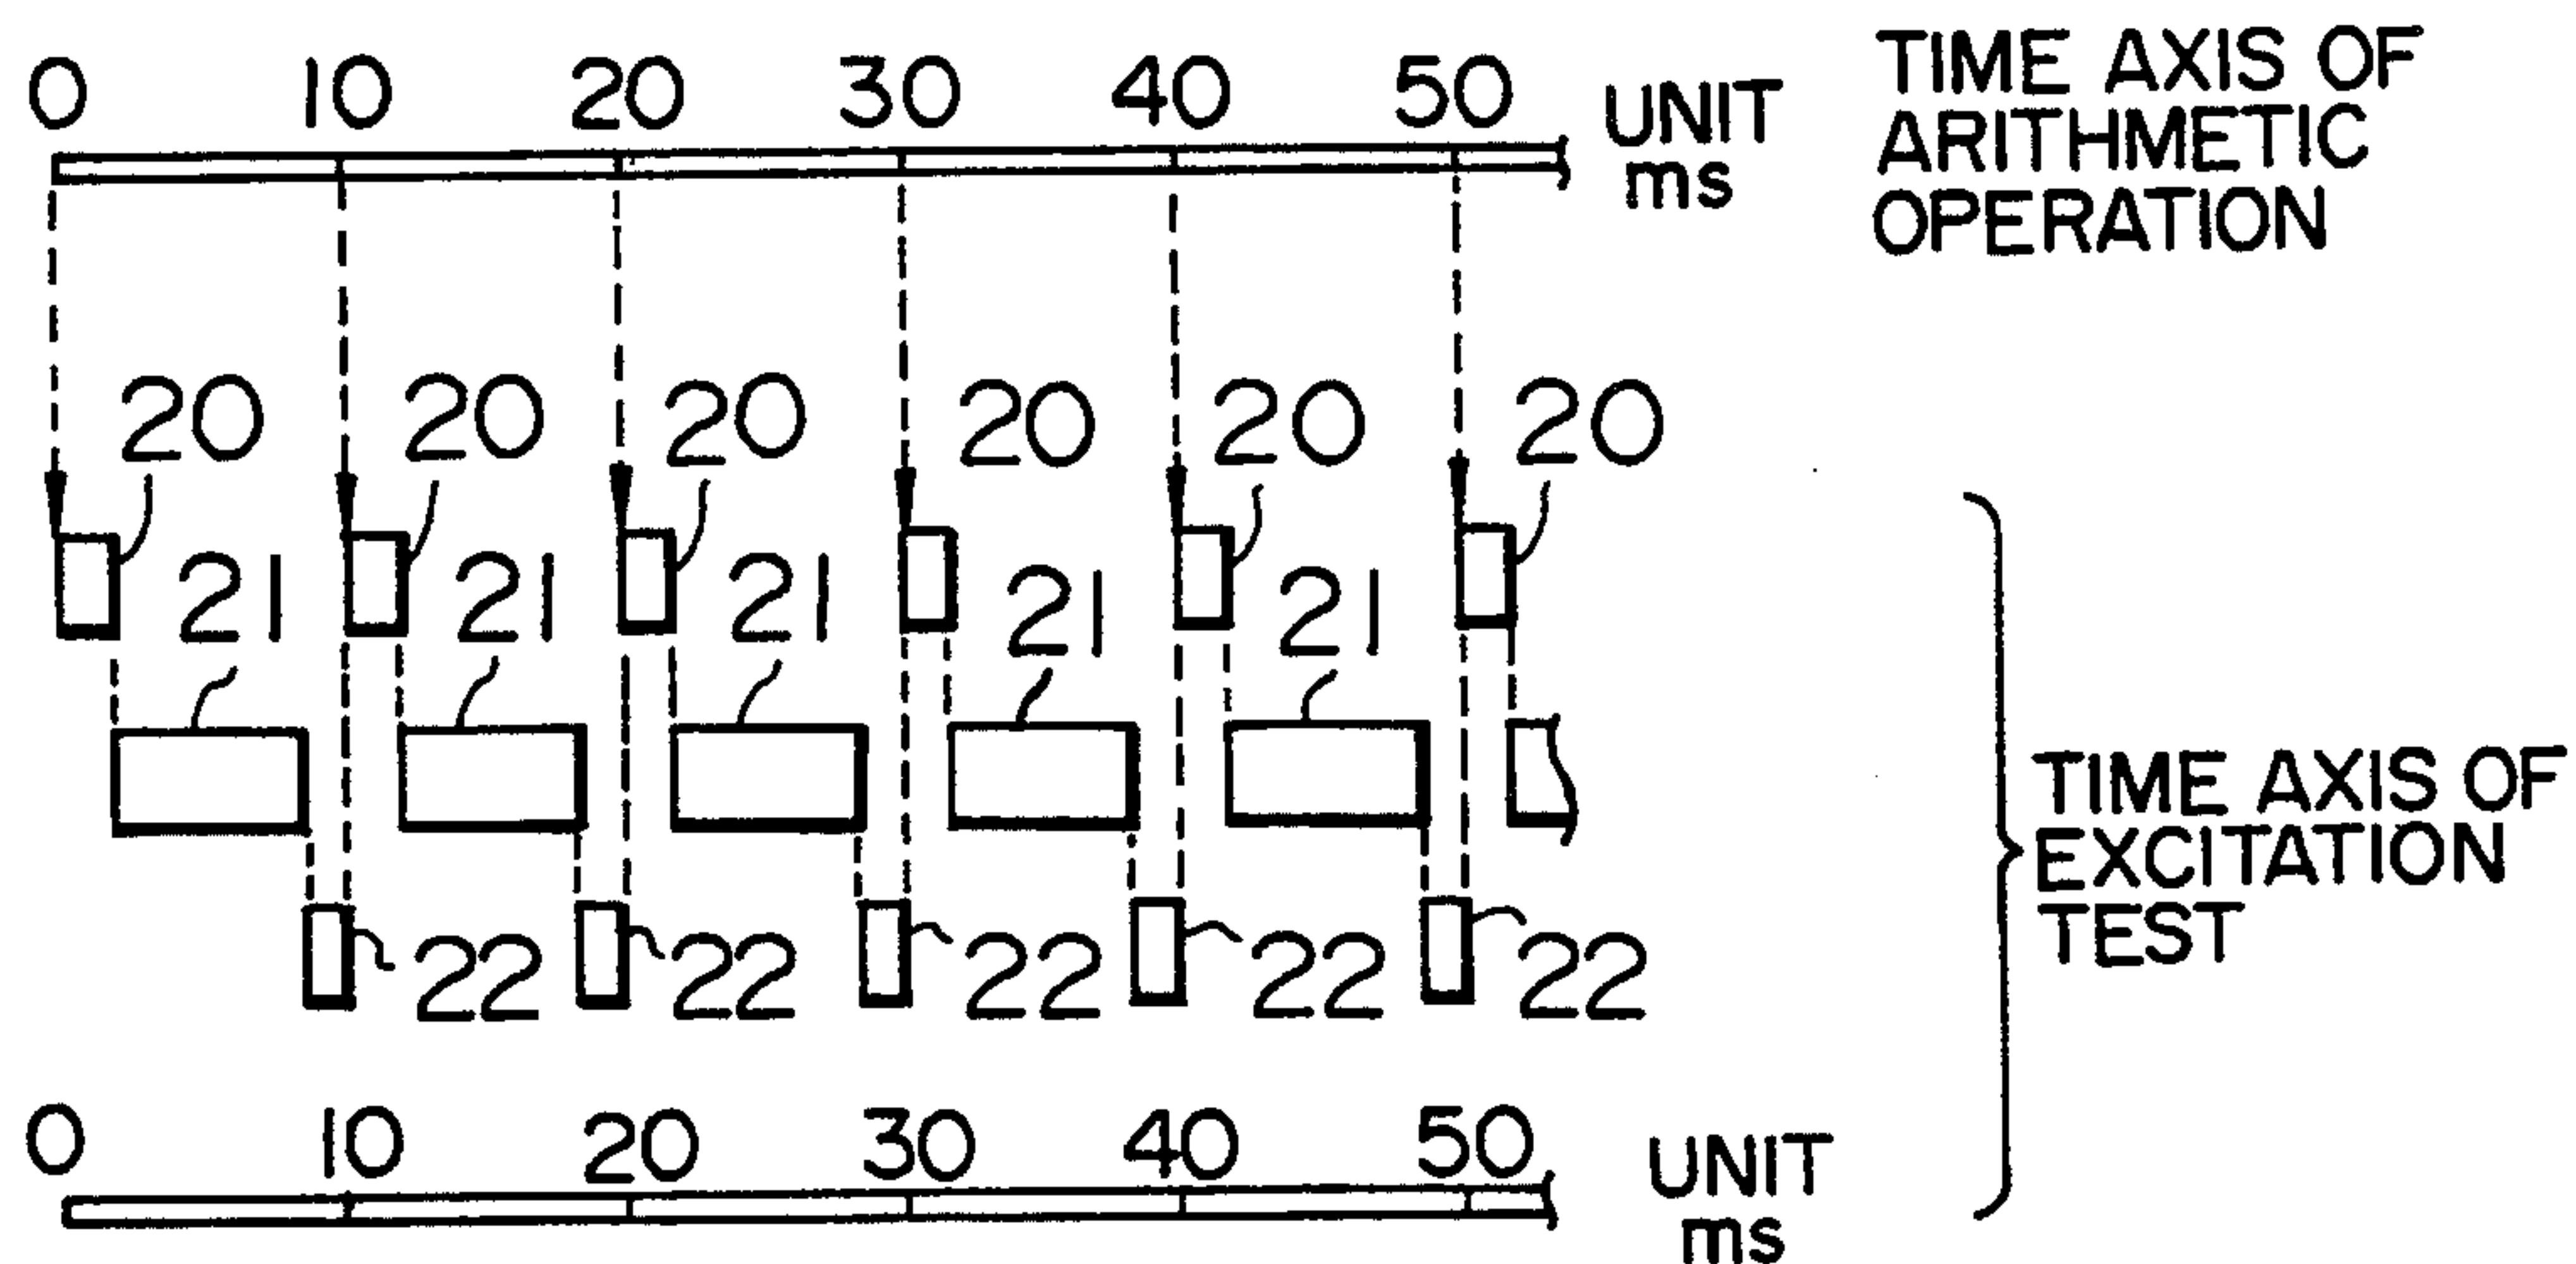 0 10 20 30 40 50 UNIT ms
TIME AXIS OF
ARITHMETIC
OPERATION
20 20 20 20 20 20
21 21 21 21 21
22 22 22 22 22
TIME AXIS OF
EXCITATION
TEST
0 10 20 30 40 50 UNIT ms